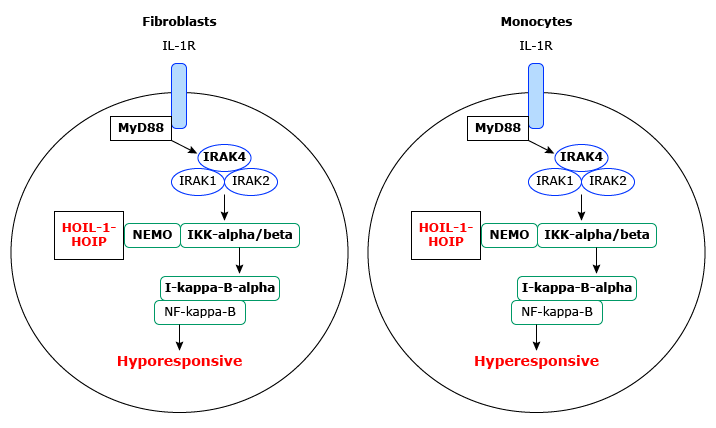 Fibroblasts
IL-1R
MyD88
IRAK4
IRAK1
IRAK2
HOIL-1-
HOIP
NEMO
IKK-alpha/beta
I-kappa-B-alpha
NF-kappa-B
Hyporesponsive
Monocytes
IL-1R
MyD88
IRAK4
IRAK1
IRAK2
HOIL-1-
HOIP
NEMO
IKK-alpha/beta
I-kappa-B-alpha
NF-kappa-B
Hyperesponsive